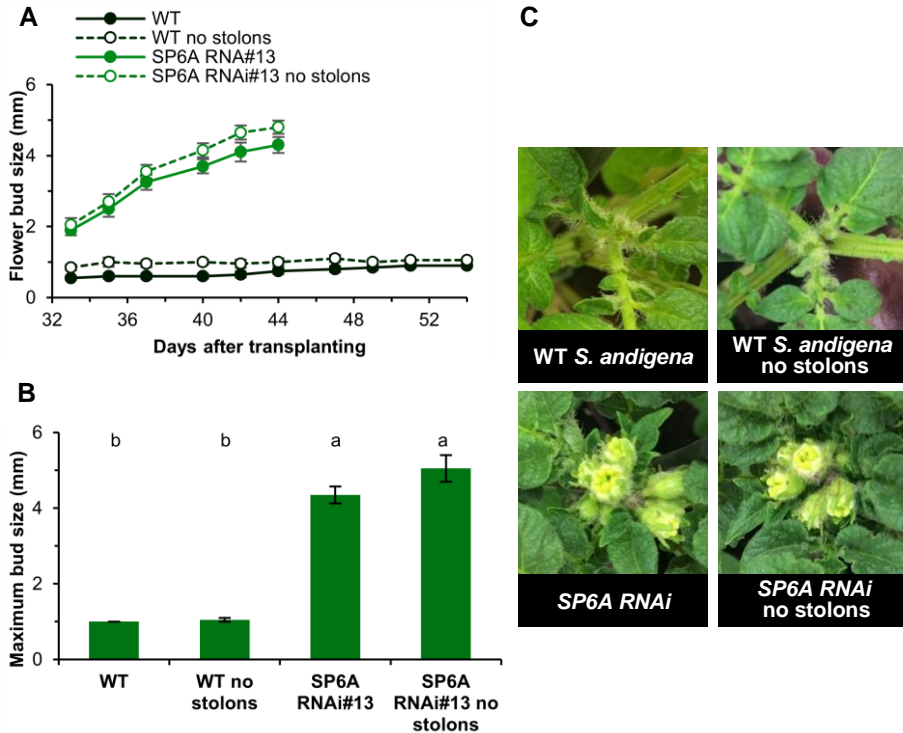 A
WT
WT no stolons
SP6A RNA#13
SP6A RNAi#13 no stolons
Flower bud size (mm)
6
4
2
0
32
36
40
44
48
52
Days after transplanting
B
Maximum bud size (mm)
6
4
2
0
b
b
a
a
WT
WT no
stolons
SP6A
RNAi#13
SP6A
RNAi#13 no
stolons
C
WT S. andigena
WT S. andigena
no stolons
SP6A RNAi
SP6A RNAi
no stolons